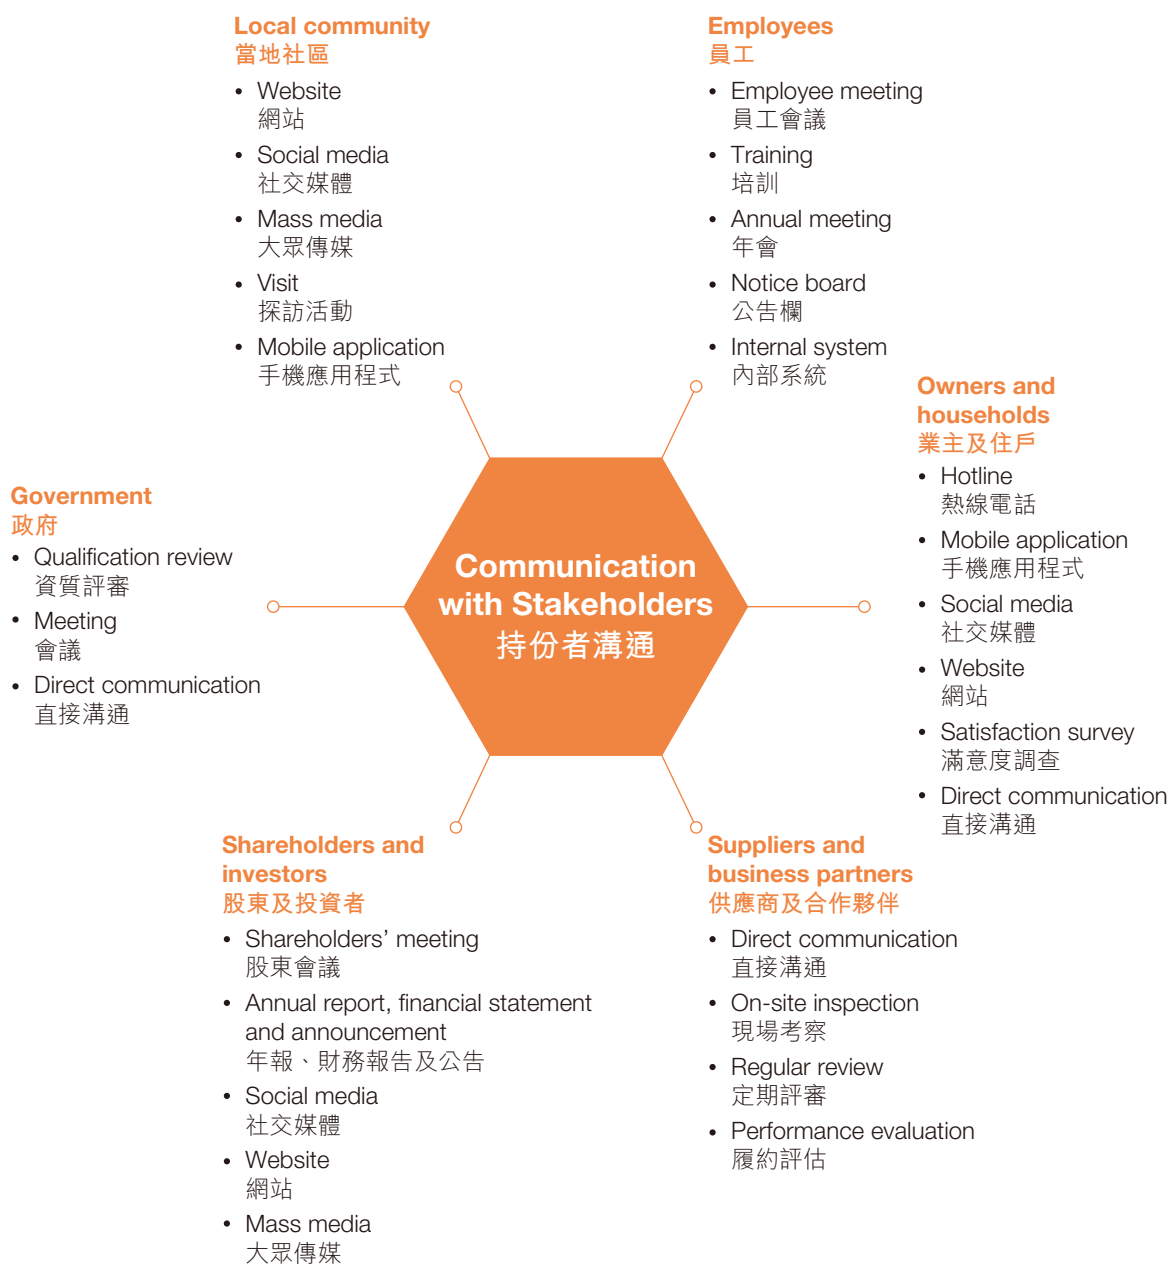 Local community
當地社區
• Website
網站
• Social media
社交媒體
• Mass media
大眾傳媒
• Visit
探訪活動
• Mobile application
手機應用程式
Employees
員工
• Employee meeting
員工會議
• Training
培訓
• Annual meeting
年會
• Notice board
公告欄
• Internal system
內部系統
Owners and
households
業主及住戶
• Hotline
熱線電話
• Mobile application
手機應用程式
• Social media
社交媒體
• Website
網站
• Satisfaction survey
滿意度調查
• Direct communication
直接溝通
Government
政府
• Qualification review
資質評審
• Meeting
會議
• Direct communication
直接溝通
Communication
with Stakeholders
持份者溝通
Shareholders and
investors
股東及投資者
• Shareholders’ meeting
股東會議
• Annual report, financial statement
and announcement
年報、財務報告及公告
• Social media
社交媒體
• Website
網站
• Mass media
大眾傳媒
Suppliers and
business partners
供應商及合作夥伴
• Direct communication
直接溝通
• On-site inspection
現場考察
• Regular review
定期評審
• Performance evaluation
履約評估